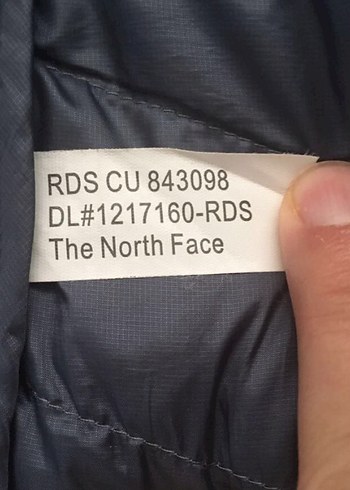 RDS CU 843098
DL#1217160-RDS
The North Face